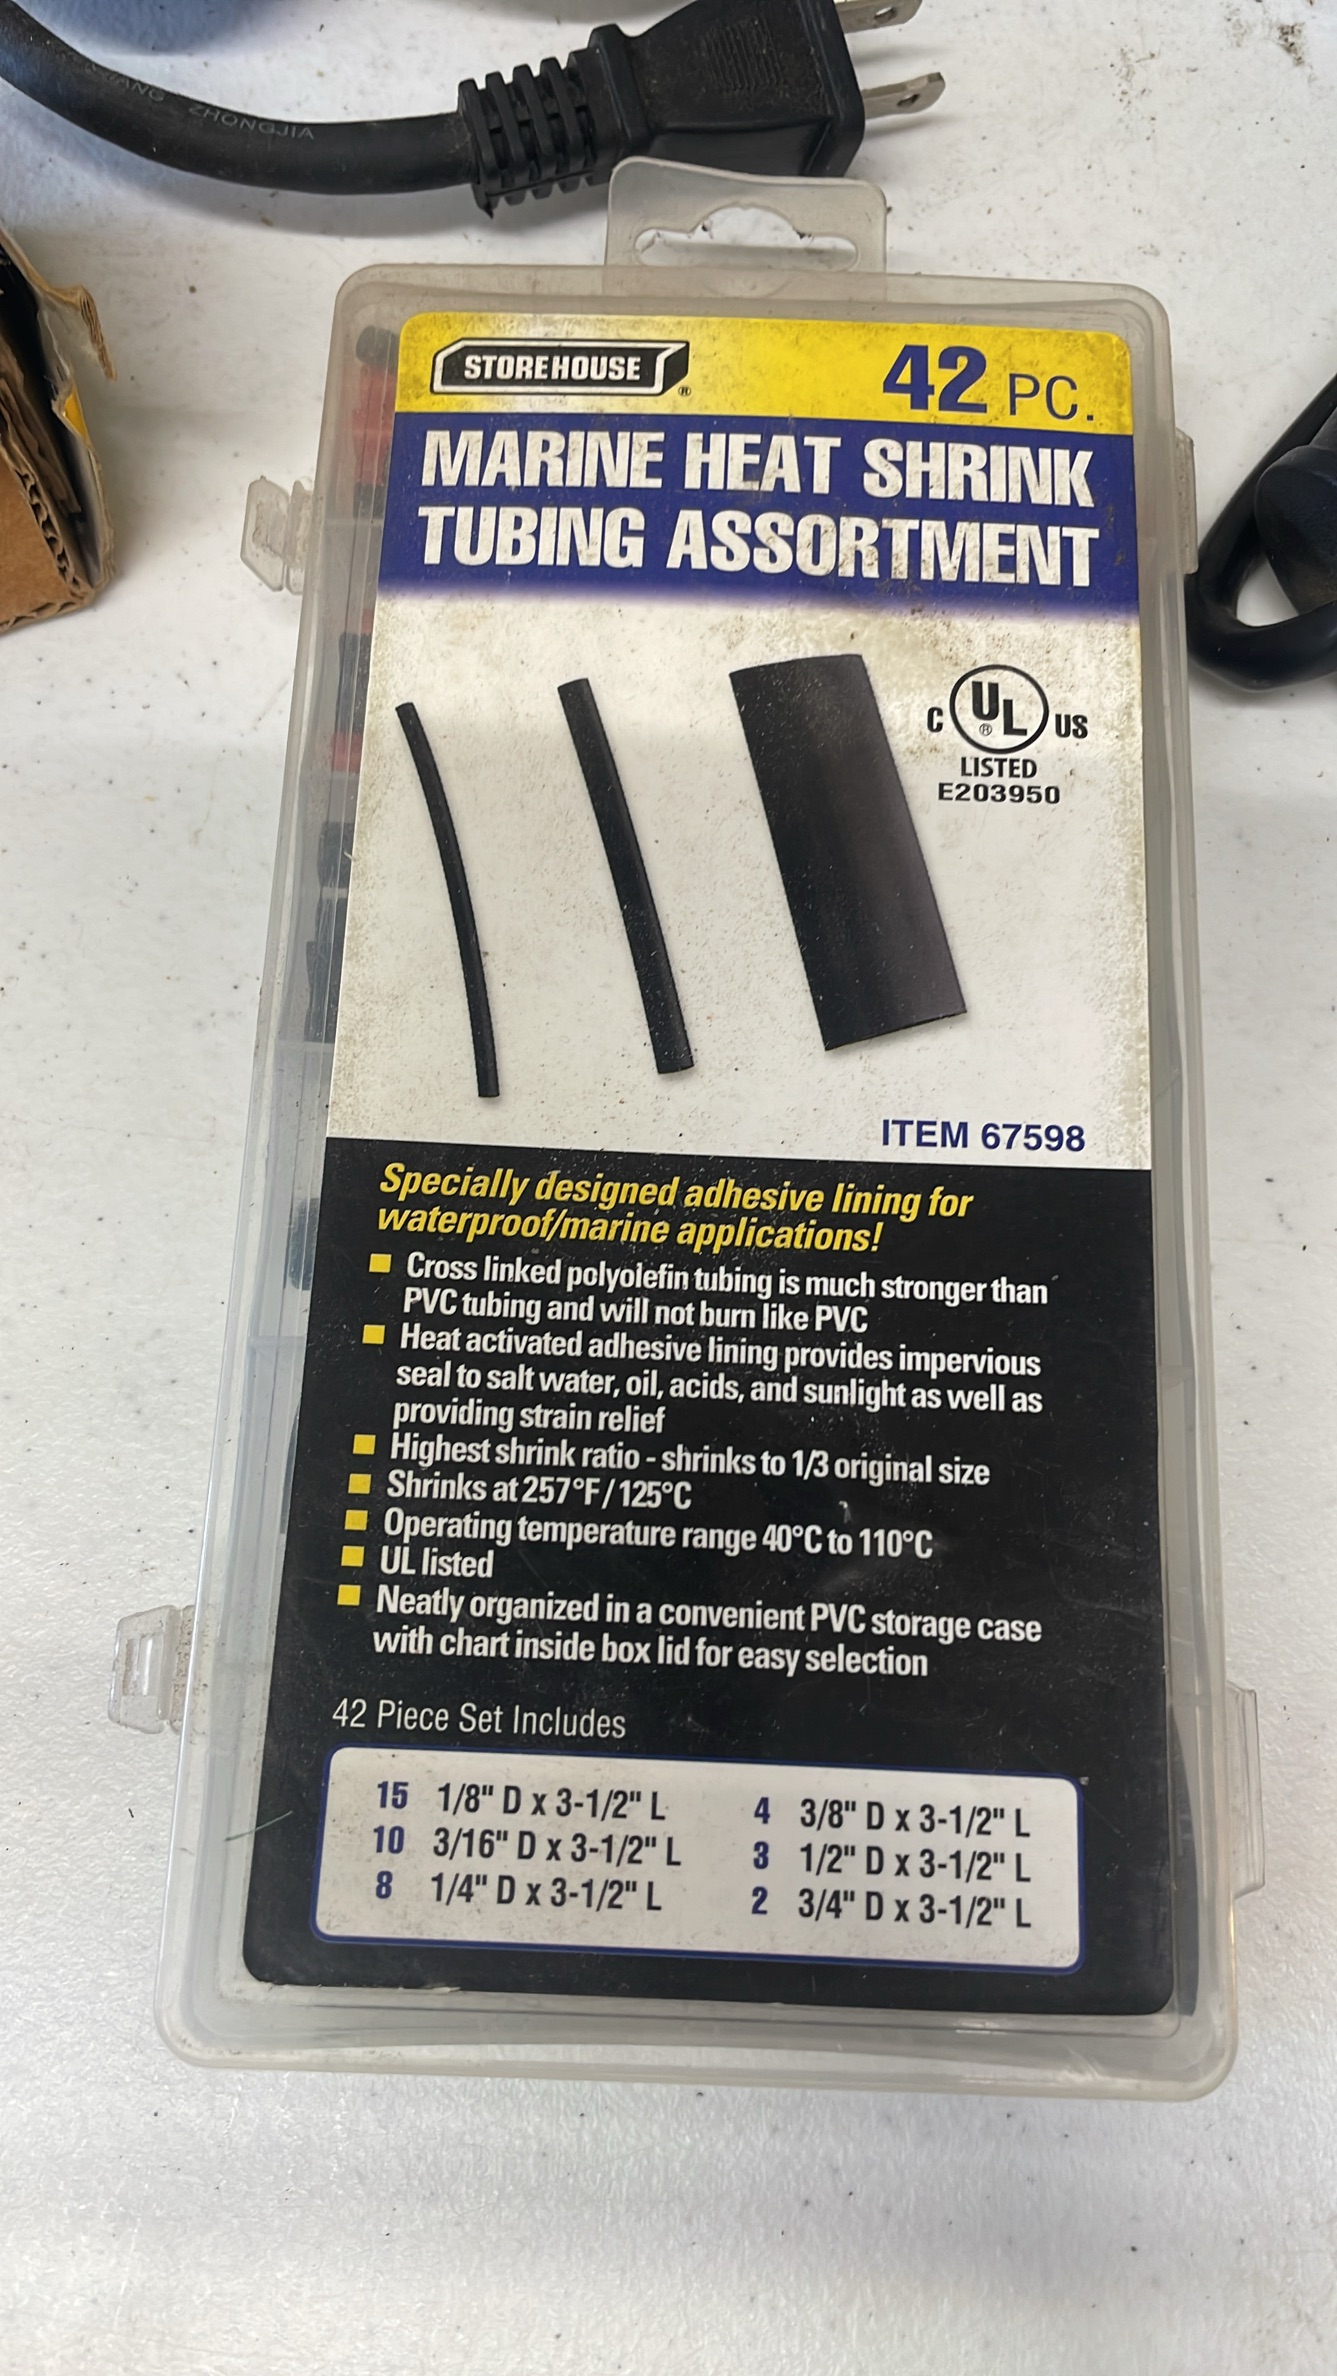 ZHONGJIA
STOREHOUSE
®
42 PC.
MARINE HEAT SHRINK
TUBING ASSORTMENT
C UL US
®
LISTED
E203950
ITEM 67598
Specially designed adhesive lining for
waterproof/marine applications!
Cross linked polyolefin tubing is much stronger than
PVC tubing and will not burn like PVC
Heat activated adhesive lining provides impervious
seal to salt water, oil, acids, and sunlight as well as
providing strain relief
Highest shrink ratio - shrinks to 1/3 original size
Shrinks at 257°F / 125°C
Operating temperature range 40°C to 110°C
UL listed
Neatly organized in a convenient PVC storage case
with chart inside box lid for easy selection
42 Piece Set Includes
15 1/8" D x 3-1/2" L
10 3/16" D x 3-1/2" L
8 1/4" D x 3-1/2" L
4 3/8" D x 3-1/2" L
3 1/2" D x 3-1/2" L
2 3/4" D x 3-1/2" L